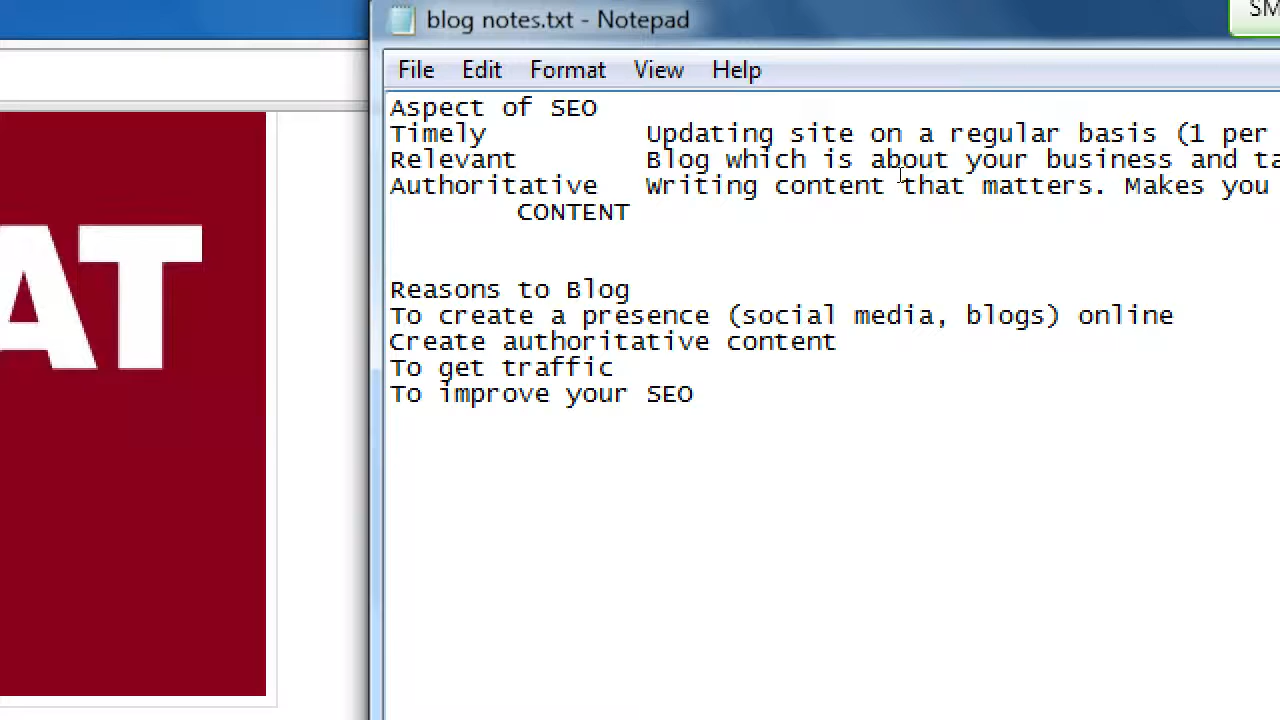 blog notes.txt - Notepad
SM
File Edit Format View Help
Aspect of SEO
Timely Updating site on a regular basis (1 per
Relevant Blog which is about your business and ta
Authoritative Writing content that matters. Makes you
CONTENT
AT
Reasons to Blog
To create a presence (social media, blogs) online
Create authoritative content
To get traffic
To improve your SEO